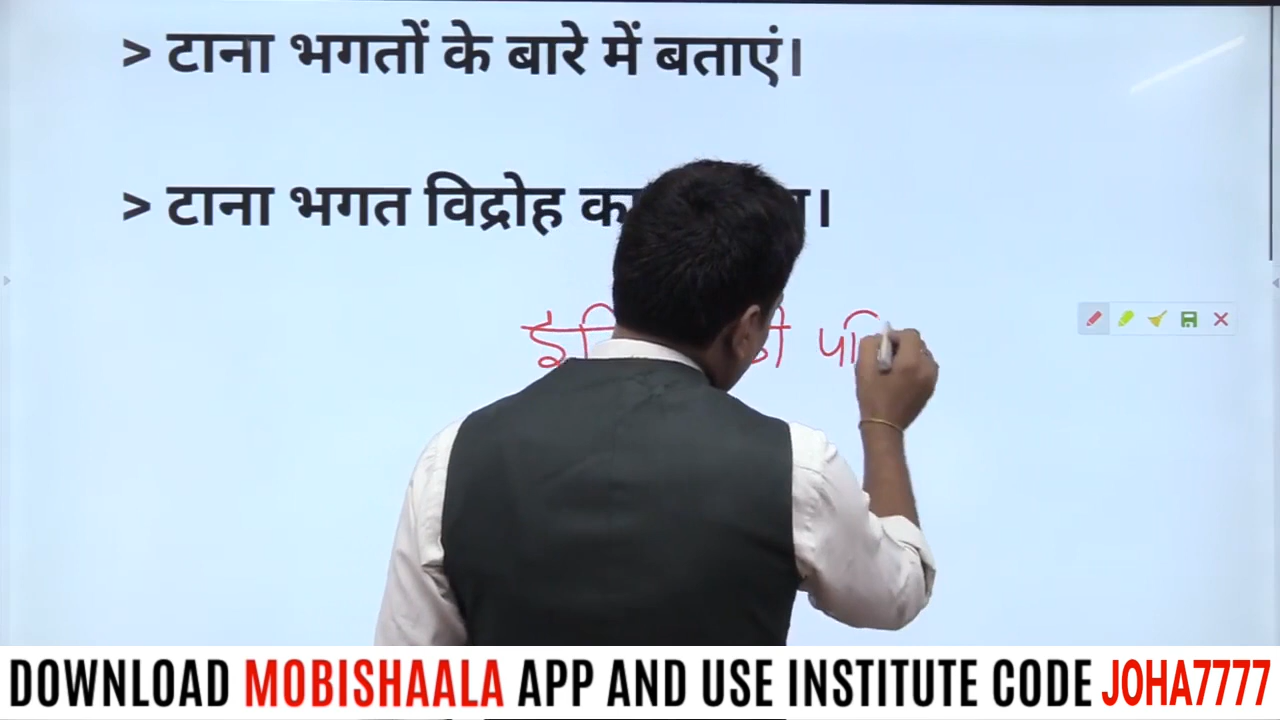 > टाना भगतों के बारे में बताएं।
> टाना भगत विद्रोह
DOWNLOAD MOBISHAALA APP AND USE INSTITUTE CODE JOHA7777